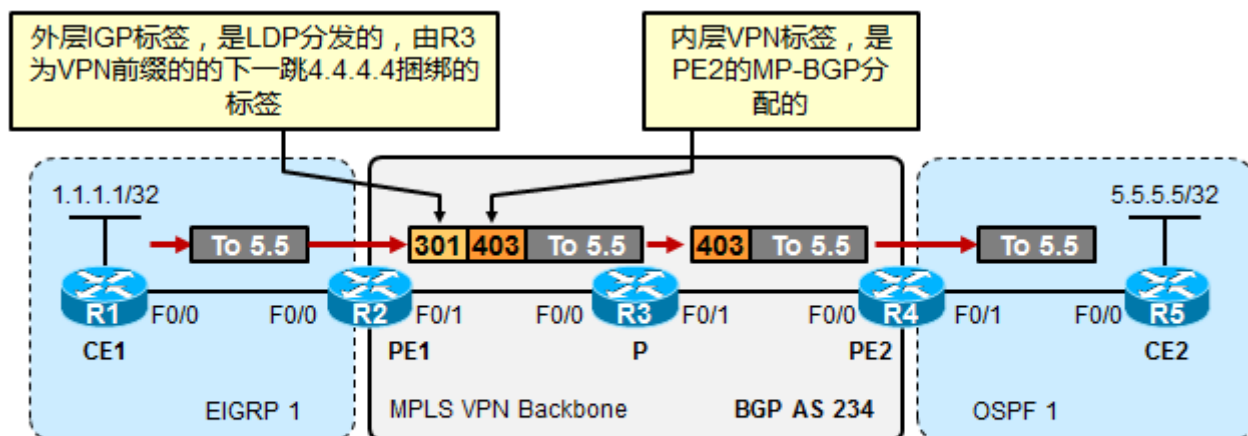 外层IGP标签，是LDP分发的，由R3
为VPN前缀的的下一跳4.4.4.4捆绑的
标签
内层VPN标签，是
PE2的MP-BGP分
配的
1.1.1.1/32
5.5.5.5/32
To 5.5
301 403 To 5.5
403 To 5.5
To 5.5
R1 F0/0 F0/0 R2 F0/1 F0/0 R3 F0/1 F0/0 R4 F0/1 F0/0 R5
CE1 PE1 P PE2 CE2
EIGRP 1 MPLS VPN Backbone BGP AS 234 OSPF 1